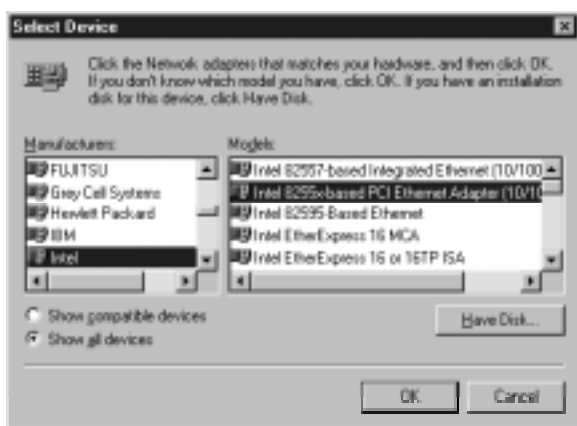 Select Device
Click the Network adapters that matches your hardware, and then click OK.
If you don't know which model you have, click OK. If you have an installation
disk for this device, click Have Disk.
Manufacturers:
FUJITSU
Grey Cell Systems
Hewlett Packard
IBM
Intel
Models:
Intel 82557-based Integrated Ethernet (10/100
Intel 8255x-based PCI Ethernet Adapter (10/10
Intel 82595-Based Ethernet
Intel EtherExpress 16 MCA
Intel EtherExpress 16 or 16TP ISA
Show compatible devices
Show all devices
Have Disk...
OK
Cancel